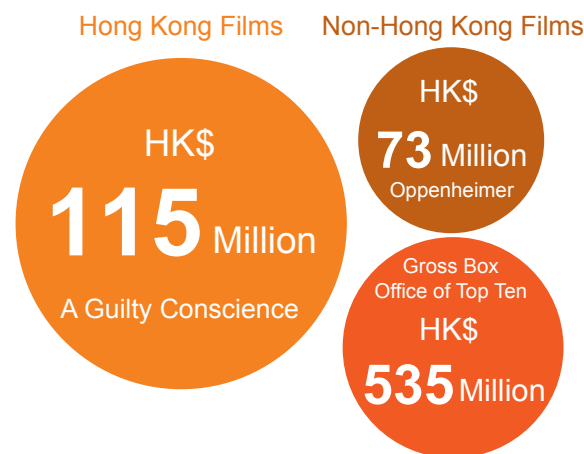 Hong Kong Films
HK$
115 Million
A Guilty Conscience
Non-Hong Kong Films
HK$
73 Million
Oppenheimer
Gross Box
Office of Top Ten
HK$
535 Million